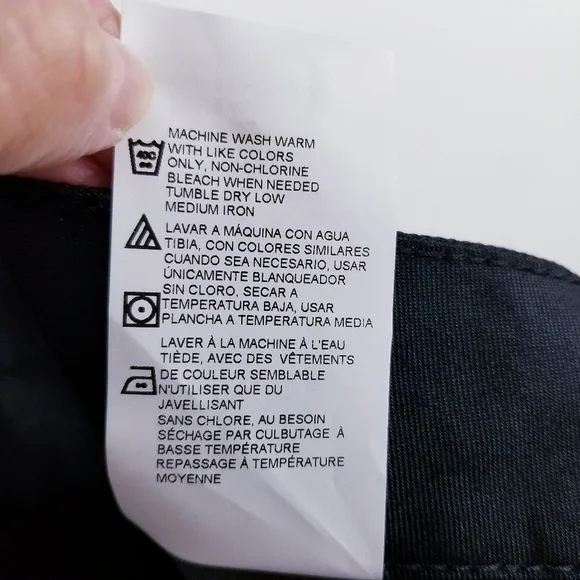 MACHINE WASH WARM
WITH LIKE COLORS
ONLY, NON-CHLORINE
BLEACH WHEN NEEDED
TUMBLE DRY LOW
MEDIUM IRON
40C
LAVAR A MÁQUINA CON AGUA
TIBIA, CON COLORES SIMILARES
CUANDO SEA NECESARIO, USAR
ÚNICAMENTE BLANQUEADOR
SIN CLORO, SECAR A
TEMPERATURA BAJA, USAR
PLANCHA A TEMPERATURA MEDIA
LAVER À LA MACHINE À L'EAU
TIÈDE, AVEC DES VÊTEMENTS
DE COULEUR SEMBLABLE
N'UTILISER QUE DU
JAVELLISANT
SANS CHLORE, AU BESOIN
SÉCHAGE PAR CULBUTAGE À
BASSE TEMPÉRATURE
REPASSAGE À TEMPÉRATURE
MOYENNE